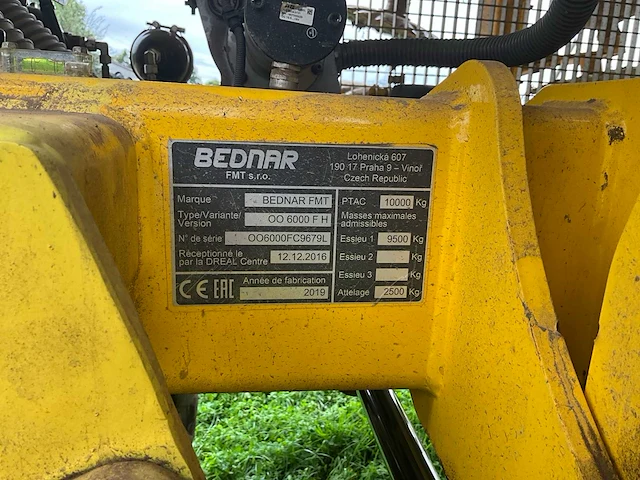 BEDNAR
FMT s.r.o.
Lohenická 607
190 17 Praha 9 – Vinoř
Czech Republic
Marque BEDNAR FMT
Type/Variante/
Version OO 6000 F H
N° de série OO6000FC9679L
Réceptionné le
par la DREAL Centre 12.12.2016
CE EAC Année de fabrication
2019
PTAC 10000 Kg
Masses maximales
admissibles
Essieu 1 9500 Kg
Essieu 2 Kg
Essieu 3 Kg
Attelage 2500 Kg